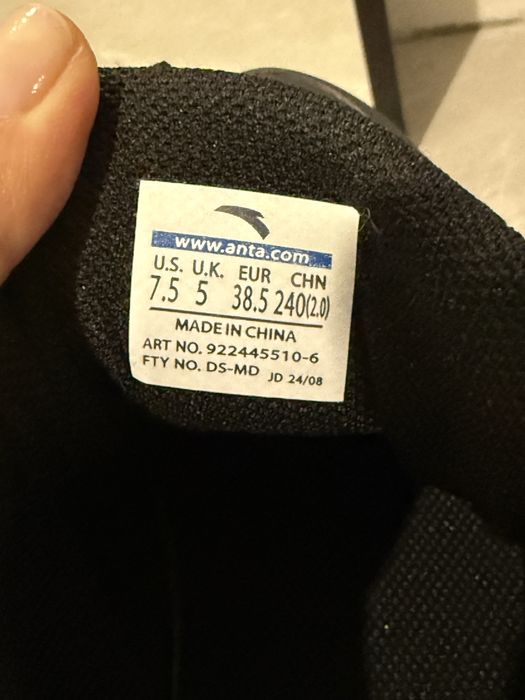 www.anta.com
U.S. U.K. EUR CHN
7.5 5 38.5 240(2.0)
MADE IN CHINA
ART NO. 922445510-6
FTY NO. DS-MD JD 24/08